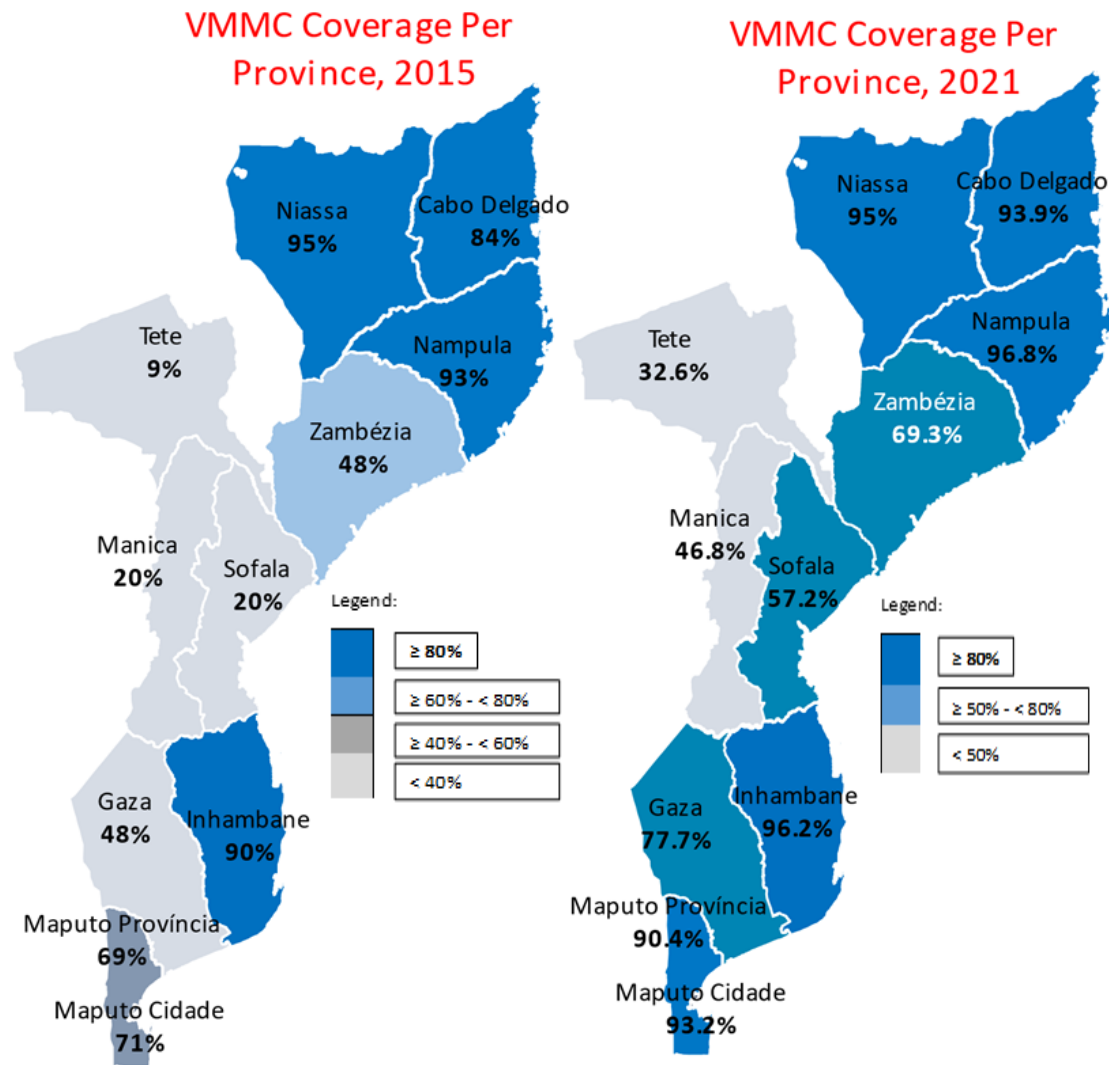 VMMC Coverage Per
Province, 2015
Niassa
95%
Cabo Delgado
84%
Nampula
93%
Tete
9%
Zambézia
48%
Manica
20%
Sofala
20%
Legend:
≥ 80%
≥ 60% - < 80%
≥ 40% - < 60%
< 40%
Gaza
48%
Inhambane
90%
Maputo Província
69%
Maputo Cidade
71%
VMMC Coverage Per
Province, 2021
Niassa
95%
Cabo Delgado
93.9%
Nampula
96.8%
Tete
32.6%
Zambézia
69.3%
Manica
46.8%
Sofala
57.2%
Legend:
≥ 80%
≥ 50% - < 80%
< 50%
Gaza
77.7%
Inhambane
96.2%
Maputo Província
90.4%
Maputo Cidade
93.2%